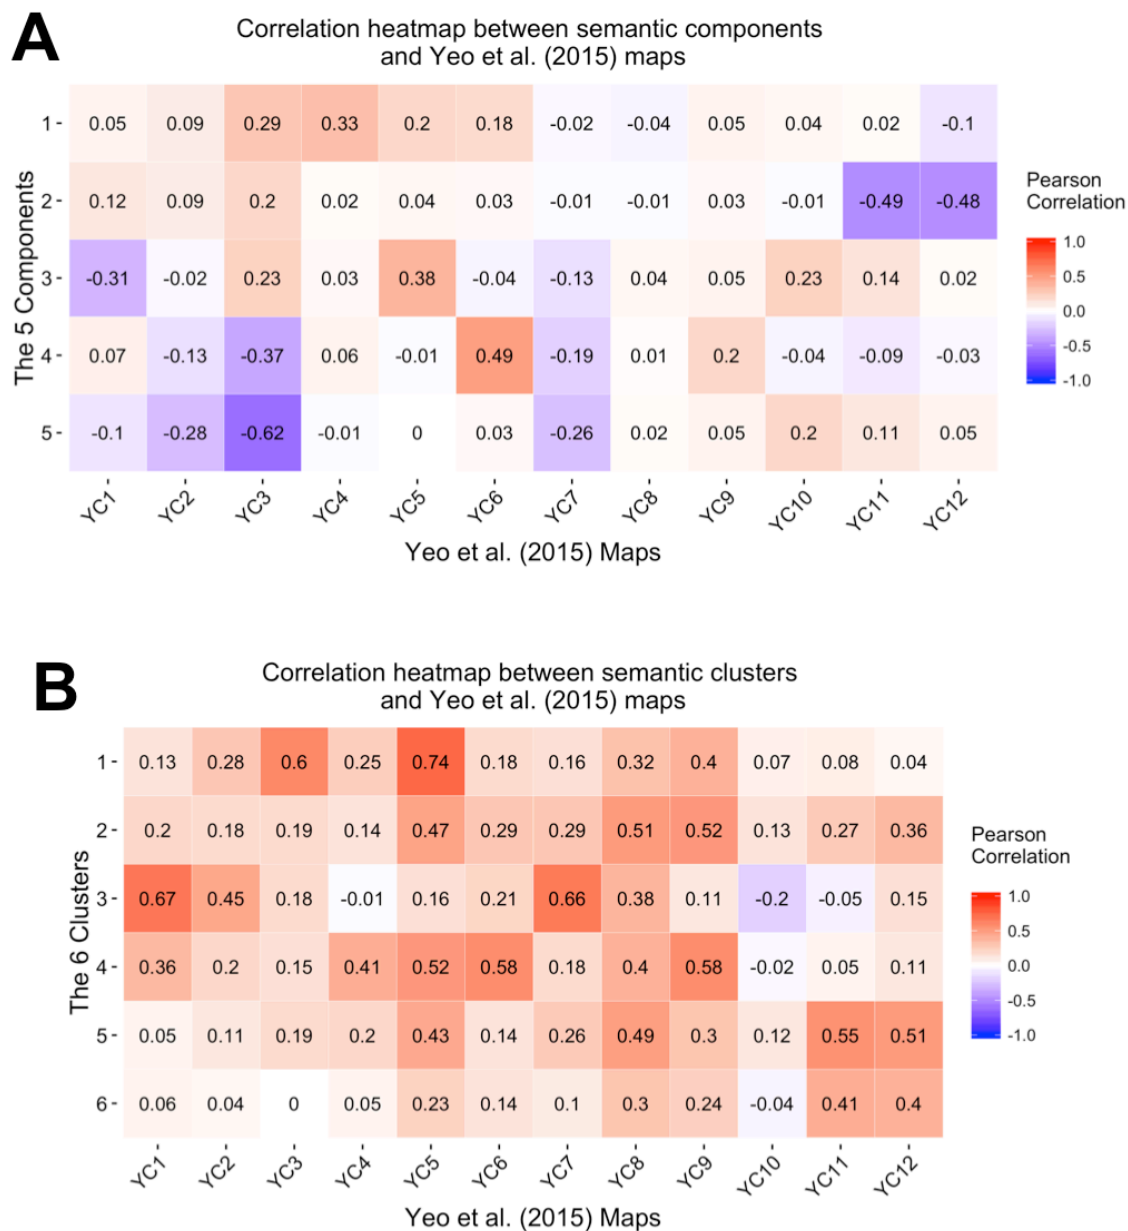 A
Correlation heatmap between semantic components
and Yeo et al. (2015) maps
The 5 Components
1 0.05 0.09 0.29 0.33 0.2 0.18 -0.02 -0.04 0.05 0.04 0.02 -0.1
2 0.12 0.09 0.2 0.02 0.04 0.03 -0.01 -0.01 0.03 -0.01 -0.49 -0.48
3 -0.31 -0.02 0.23 0.03 0.38 -0.04 -0.13 0.04 0.05 0.23 0.14 0.02
4 0.07 -0.13 -0.37 0.06 -0.01 0.49 -0.19 0.01 0.2 -0.04 -0.09 -0.03
5 -0.1 -0.28 -0.62 -0.01 0 0.03 -0.26 0.02 0.05 0.2 0.11 0.05
YC1 YC2 YC3 YC4 YC5 YC6 YC7 YC8 YC9 YC10 YC11 YC12
Yeo et al. (2015) Maps
Pearson
Correlation
1.0
0.5
0.0
-0.5
-1.0
B
Correlation heatmap between semantic clusters
and Yeo et al. (2015) maps
The 6 Clusters
1 0.13 0.28 0.6 0.25 0.74 0.18 0.16 0.32 0.4 0.07 0.08 0.04
2 0.2 0.18 0.19 0.14 0.47 0.29 0.29 0.51 0.52 0.13 0.27 0.36
3 0.67 0.45 0.18 -0.01 0.16 0.21 0.66 0.38 0.11 -0.2 -0.05 0.15
4 0.36 0.2 0.15 0.41 0.52 0.58 0.18 0.4 0.58 -0.02 0.05 0.11
5 0.05 0.11 0.19 0.2 0.43 0.14 0.26 0.49 0.3 0.12 0.55 0.51
6 0.06 0.04 0 0.05 0.23 0.14 0.1 0.3 0.24 -0.04 0.41 0.4
YC1 YC2 YC3 YC4 YC5 YC6 YC7 YC8 YC9 YC10 YC11 YC12
Yeo et al. (2015) Maps
Pearson
Correlation
1.0
0.5
0.0
-0.5
-1.0